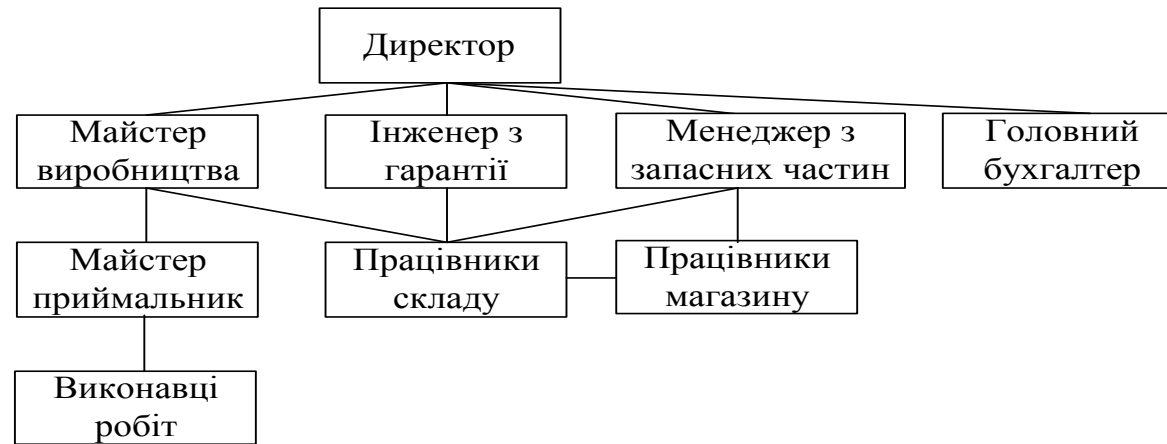 Директор
Майстер
виробництва
Інженер з
гарантії
Менеджер з
запасних частин
Головний
бухгалтер
Майстер
приймальник
Працівники
складу
Працівники
магазину
Виконавці
робіт